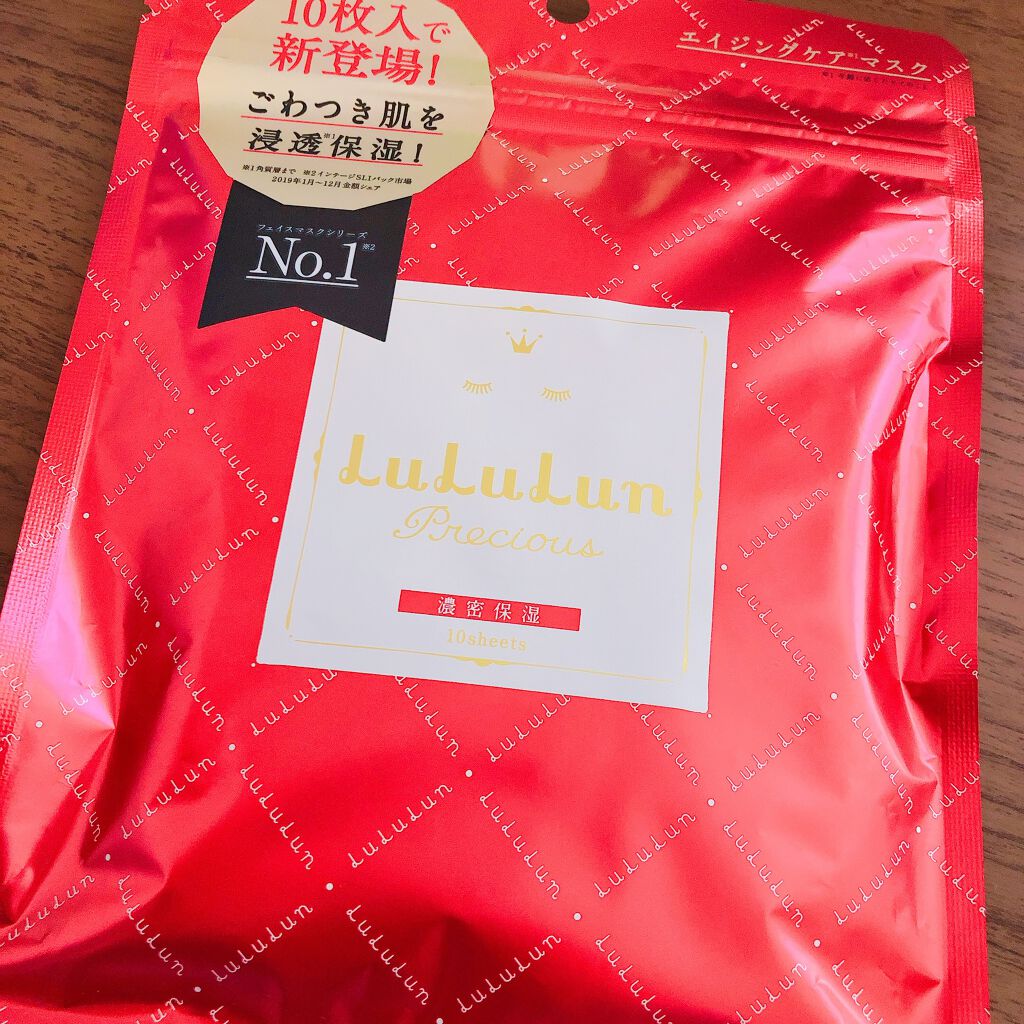 10枚入で
新登場!
ごわつき肌を
浸透※1保湿!
※1角質層まで ※2インテージSLIパック市場
2019年1月〜12月金額シェア
フェイスマスクシリーズ
No.1※2
エイジングケア※1マスク
LuLuLun
Precious
濃密保湿
10sheets